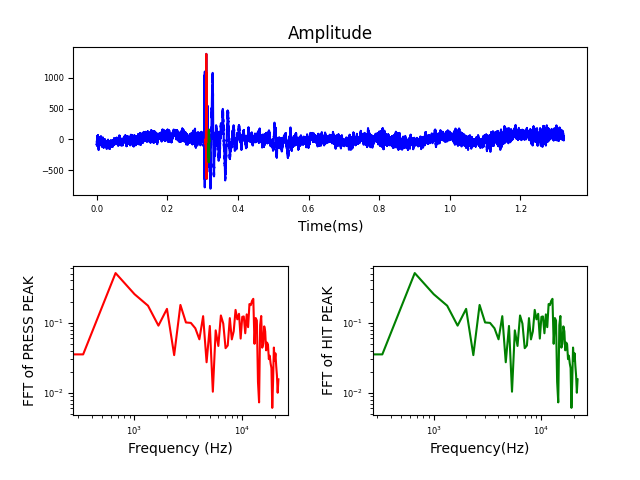 Amplitude
1000
500
0
−500
0.0 0.2 0.4 0.6 0.8 1.0 1.2
Time(ms)
FFT of PRESS PEAK
10⁻¹
10⁻²
10³ 10⁴
Frequency (Hz)
FFT of HIT PEAK
10⁻¹
10⁻²
10³ 10⁴
Frequency(Hz)